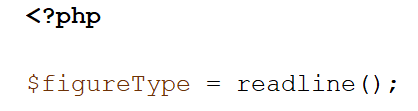 <?php
$figureType = readline();